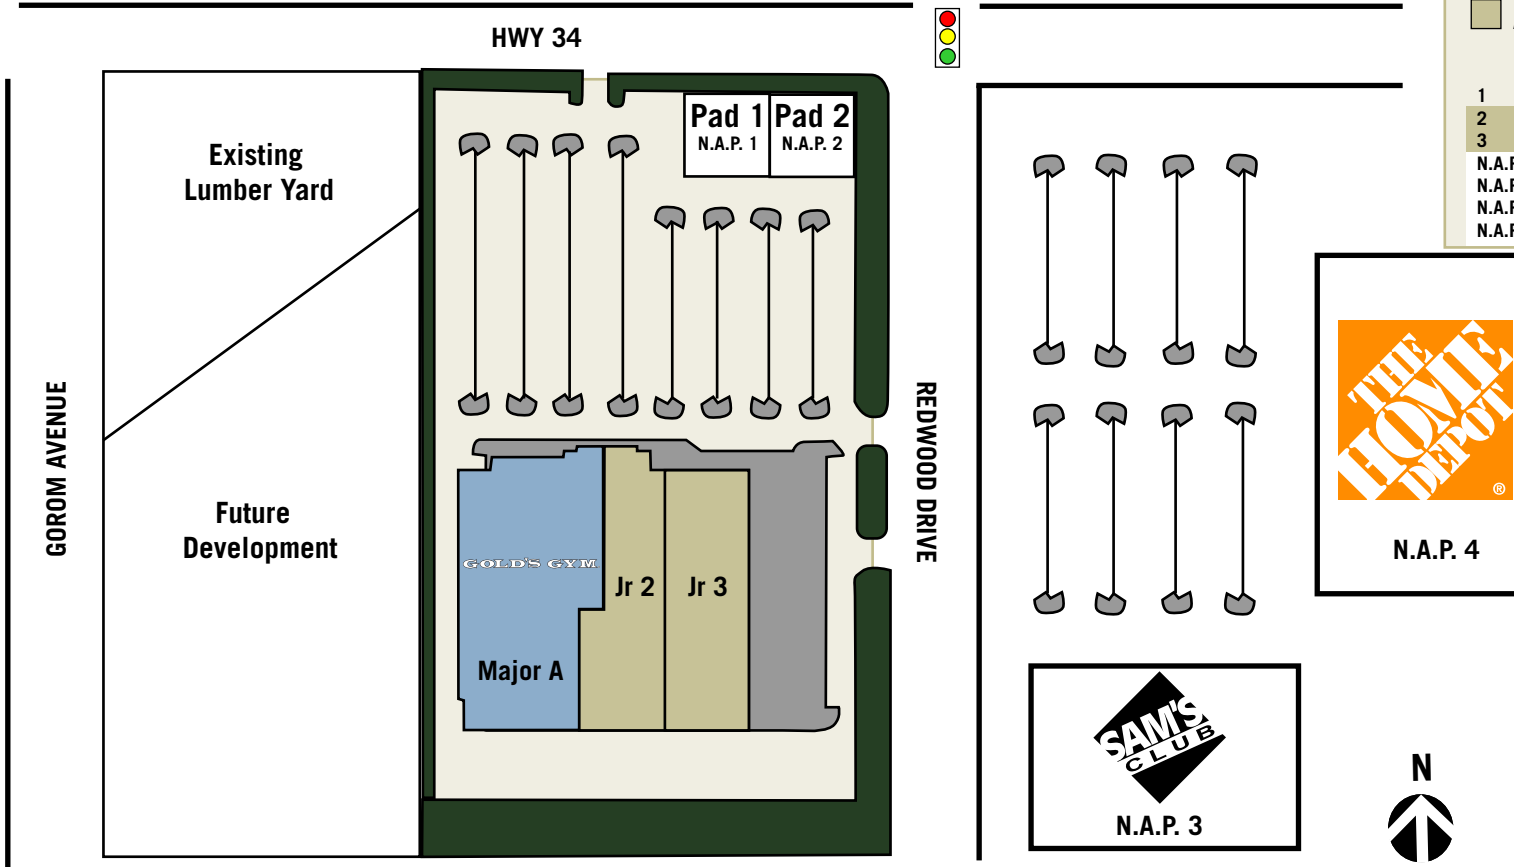 HWY 34
1
2
3
N.A.P
N.A.P
N.A.P
N.A.P
Existing
Lumber Yard
Pad 1
N.A.P. 1
Pad 2
N.A.P. 2
GOROM AVENUE
REDWOOD DRIVE
Future
Development
GOLD'S GYM
Jr 2
Jr 3
Major A
THE
HOME
DEPOT
®
N.A.P. 4
SAM'S
CLUB
N.A.P. 3
N